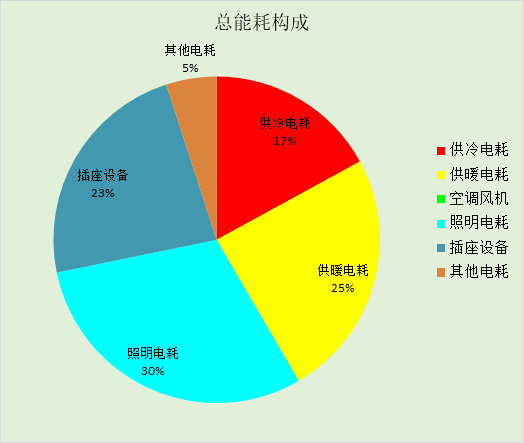 总能耗构成
其他电耗
5%
供冷电耗
17%
插座设备
23%
供暖电耗
25%
照明电耗
30%
供冷电耗
供暖电耗
空调风机
照明电耗
插座设备
其他电耗